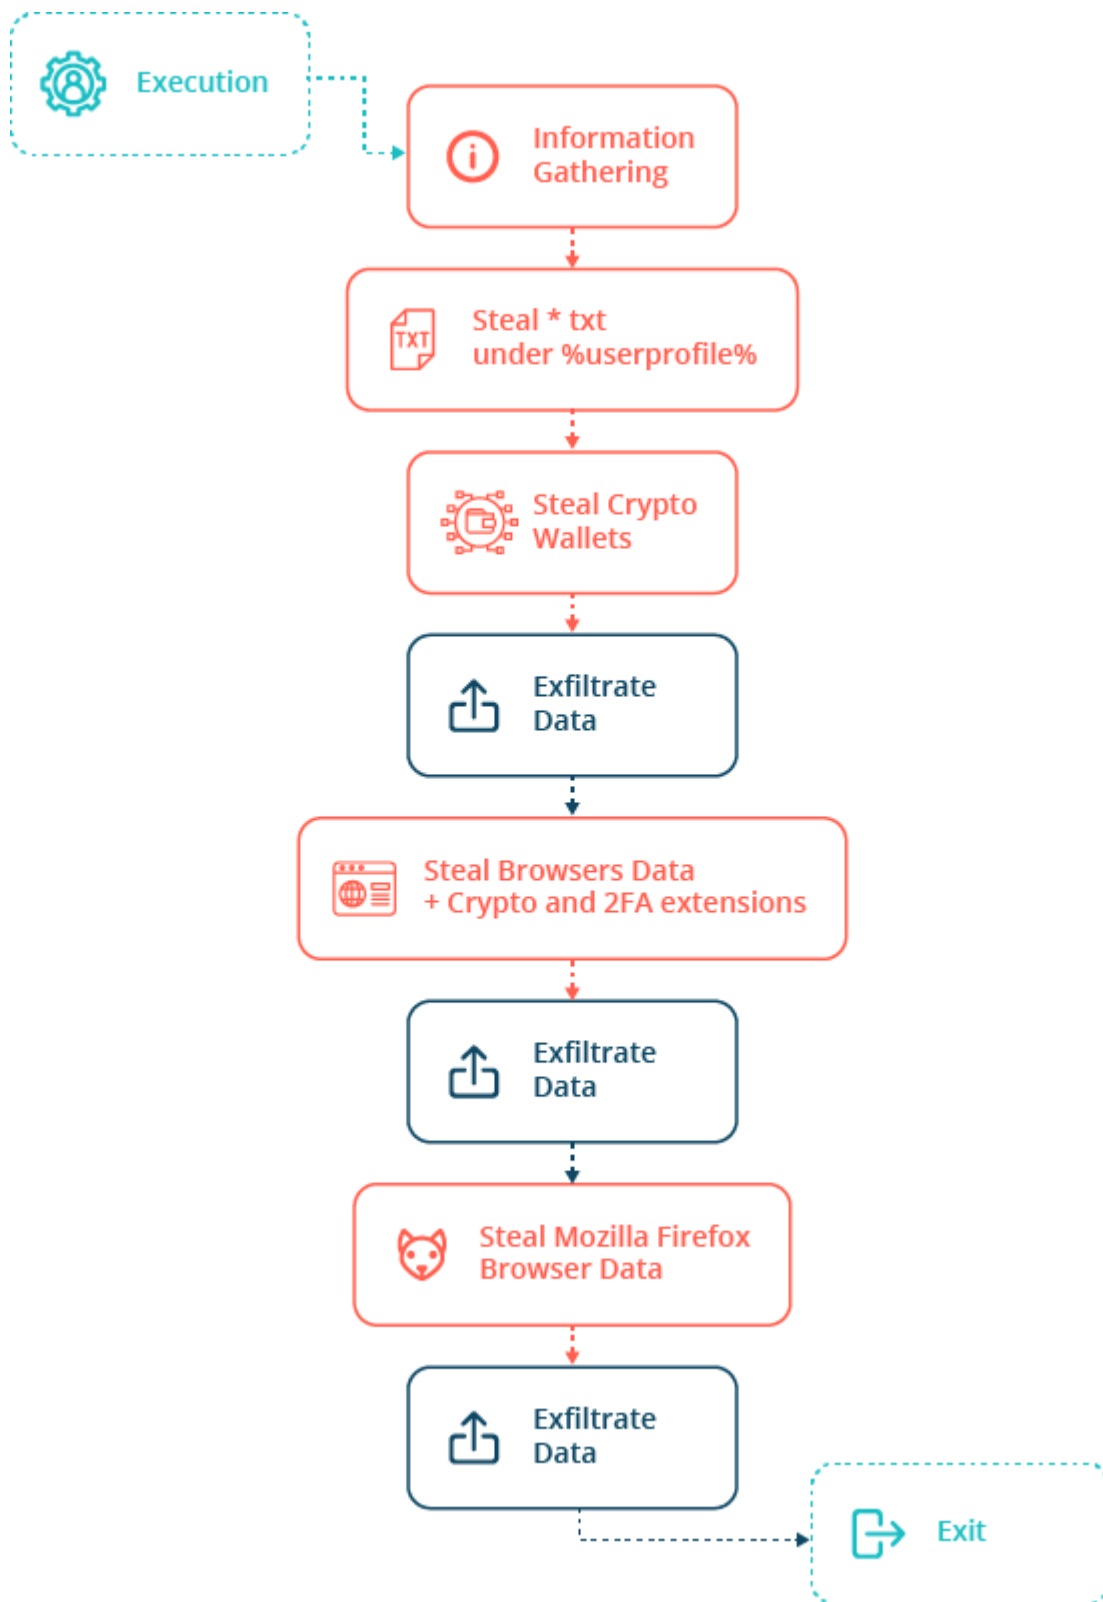 Execution
Information
Gathering
TXT
Steal * txt
under %userprofile%
Steal Crypto
Wallets
Exfiltrate
Data
Steal Browsers Data
+ Crypto and 2FA extensions
Exfiltrate
Data
Steal Mozilla Firefox
Browser Data
Exfiltrate
Data
Exit